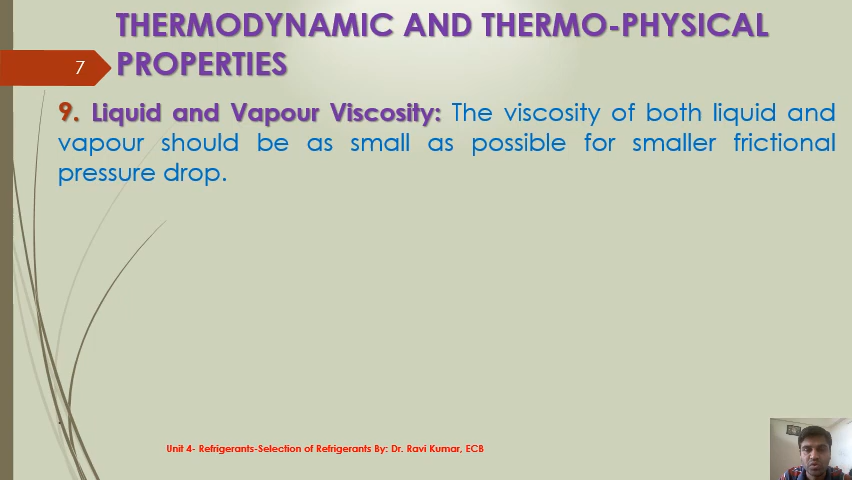 THERMODYNAMIC AND THERMO-PHYSICAL
7
PROPERTIES
9. Liquid and Vapour Viscosity: The viscosity of both liquid and
vapour should be as small as possible for smaller frictional
pressure drop.
.
Unit 4- Refrigerants-Selection of Refrigerants By: Dr. Ravi Kumar, ECB